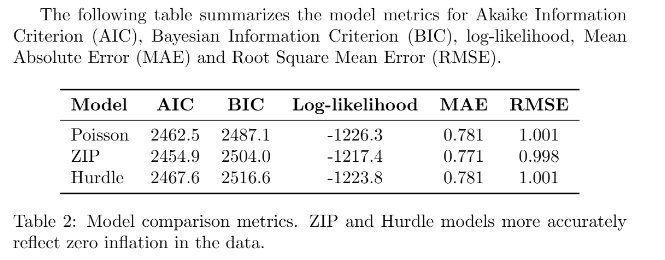 The following table summarizes the model metrics for Akaike Information
Criterion (AIC), Bayesian Information Criterion (BIC), log-likelihood, Mean
Absolute Error (MAE) and Root Square Mean Error (RMSE).
Model AIC BIC Log-likelihood MAE RMSE
Poisson 2462.5 2487.1 -1226.3 0.781 1.001
ZIP 2454.9 2504.0 -1217.4 0.771 0.998
Hurdle 2467.6 2516.6 -1223.8 0.781 1.001
Table 2: Model comparison metrics. ZIP and Hurdle models more accurately
reflect zero inflation in the data.